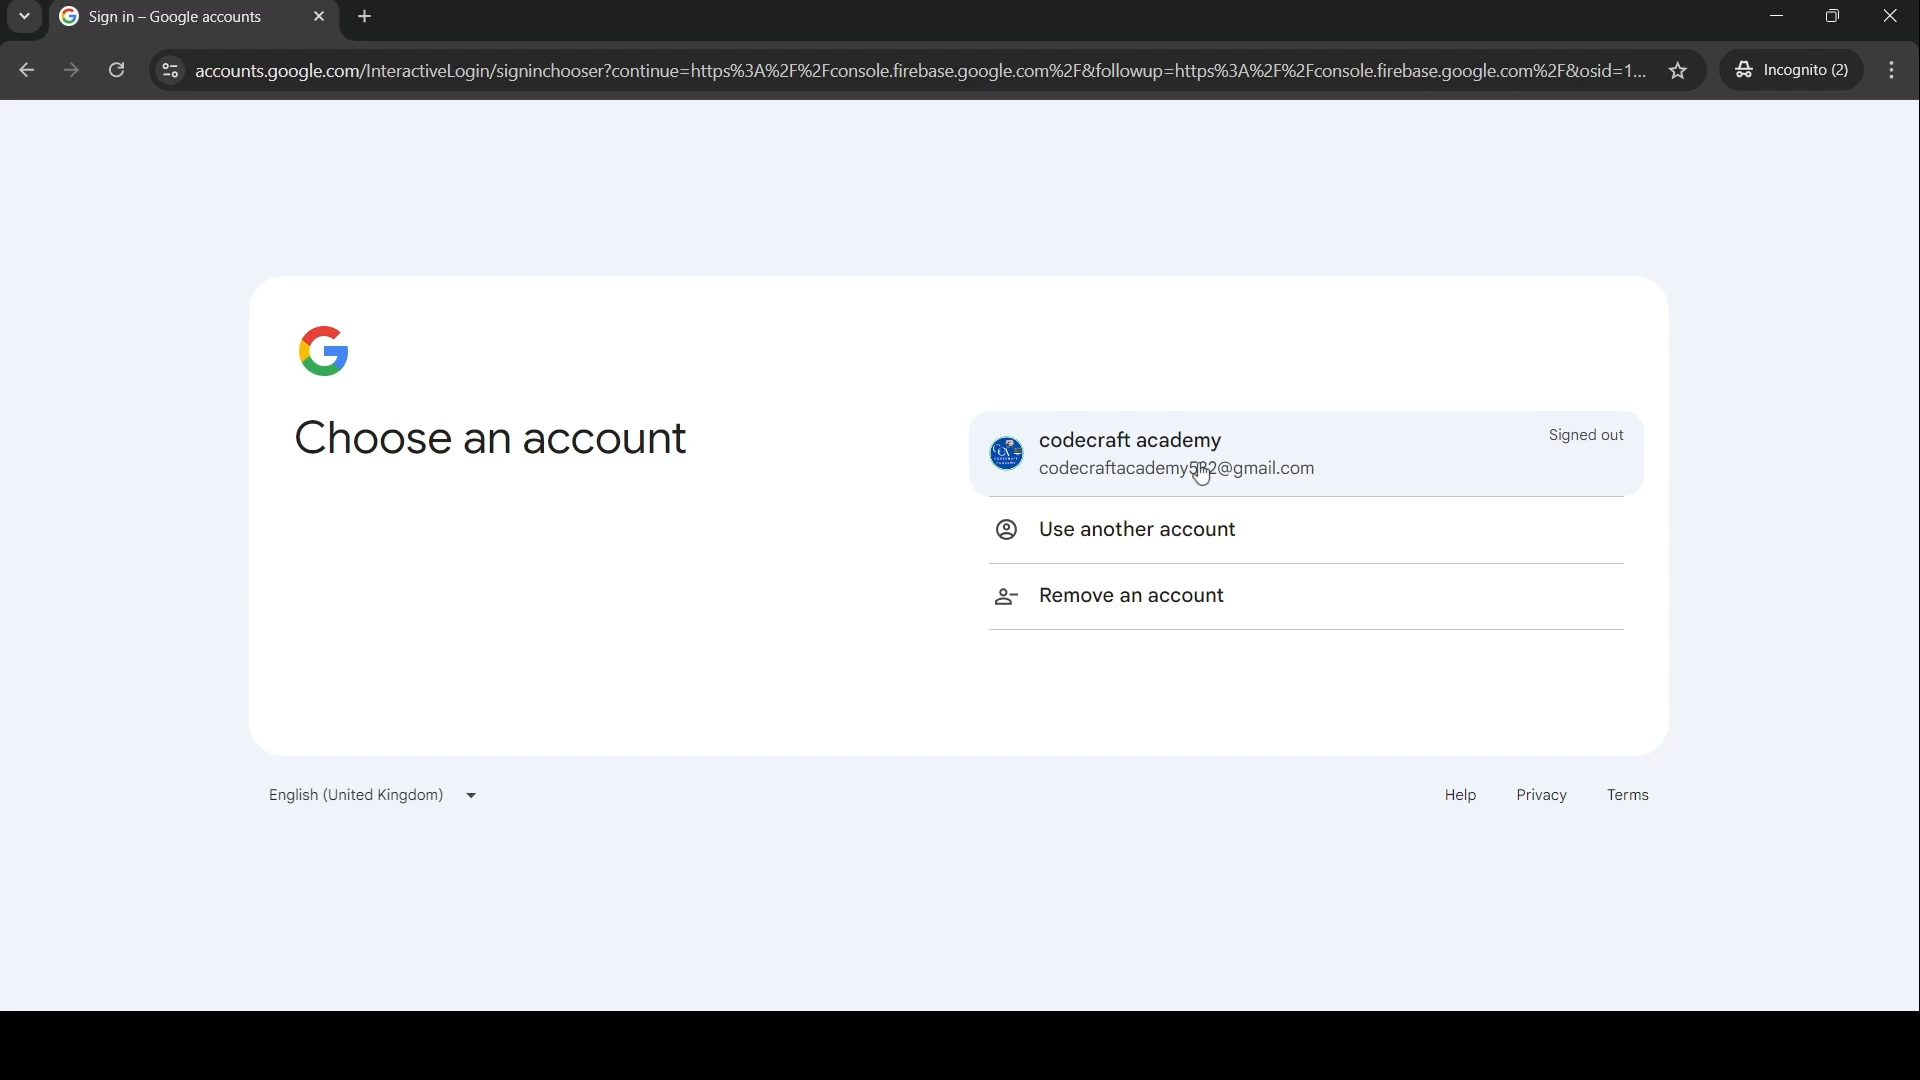 Sign in – Google accounts
accounts.google.com/InteractiveLogin/signinchooser?continue=https%3A%2F%2Fconsole.firebase.google.com%2F&followup=https%3A%2F%2Fconsole.firebase.google.com%2F&osid=1...
Incognito (2)
Choose an account
codecraft academy
Signed out
Use another account
Remove an account
English (United Kingdom)
Help
Privacy
Terms